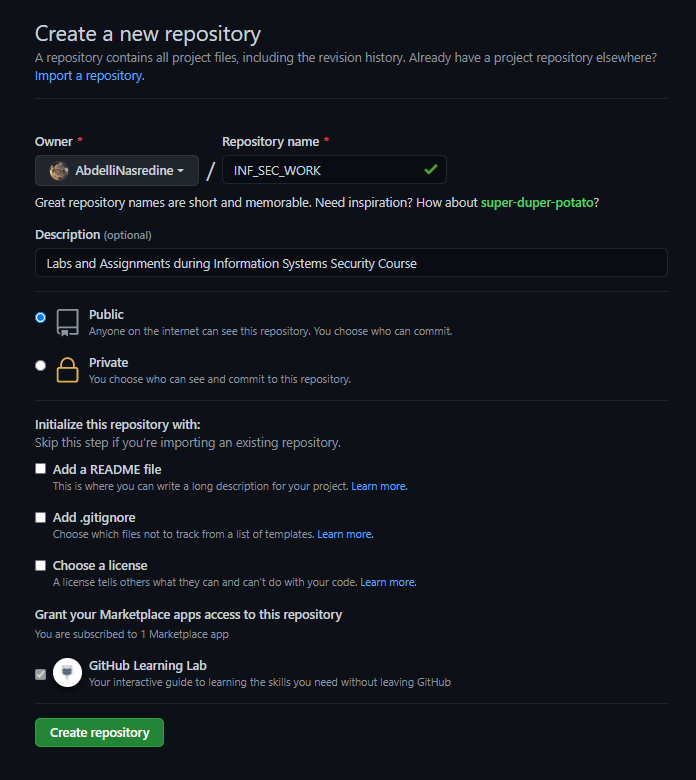 Create a new repository
A repository contains all project files, including the revision history. Already have a project repository elsewhere?
Import a repository.
Owner * Repository name *
AbdelliNasredine / INF_SEC_WORK
Great repository names are short and memorable. Need inspiration? How about super-duper-potato?
Description (optional)
Labs and Assignments during Information Systems Security Course
Public
Anyone on the internet can see this repository. You choose who can commit.
Private
You choose who can see and commit to this repository.
Initialize this repository with:
Skip this step if you're importing an existing repository.
Add a README file
This is where you can write a long description for your project. Learn more.
Add .gitignore
Choose which files not to track from a list of templates. Learn more.
Choose a license
A license tells others what they can and can't do with your code. Learn more.
Grant your Marketplace apps access to this repository
You are subscribed to 1 Marketplace app
GitHub Learning Lab
Your interactive guide to learning the skills you need without leaving GitHub
Create repository